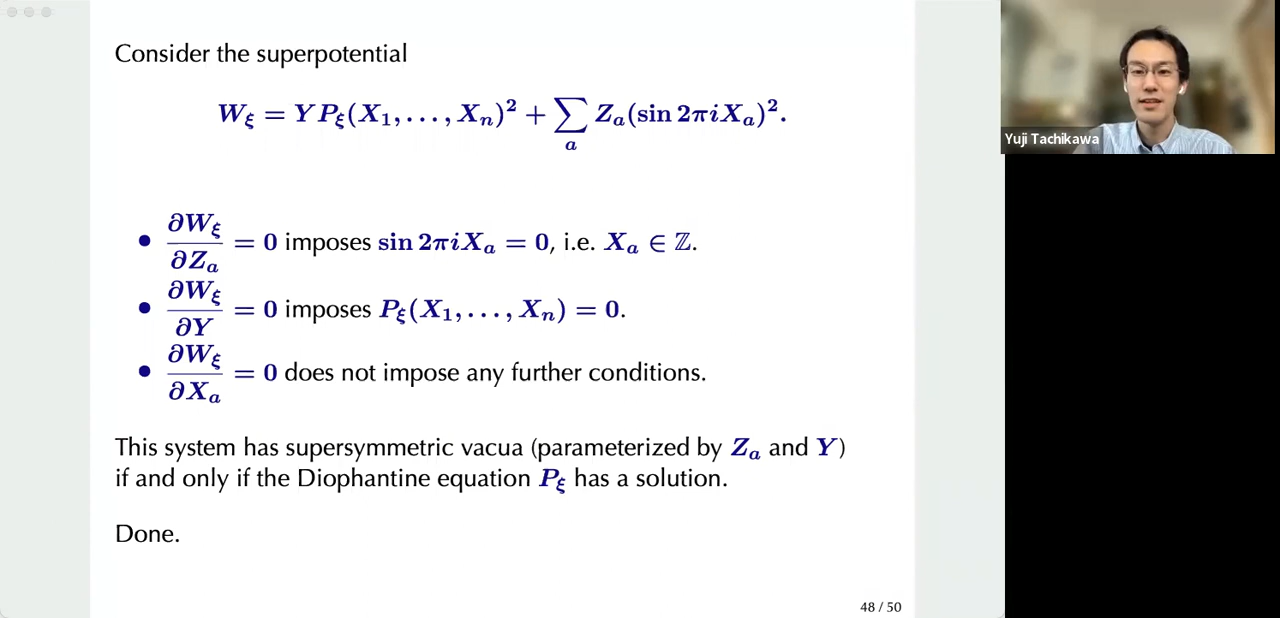 Consider the superpotential
W_ξ = Y P_ξ(X_1, . . . , X_n)^2 + ∑_a Z_a(sin 2πiX_a)^2.
• ∂W_ξ/∂Z_a = 0 imposes sin 2πiX_a = 0, i.e. X_a ∈ ℤ.
• ∂W_ξ/∂Y = 0 imposes P_ξ(X_1, . . . , X_n) = 0.
• ∂W_ξ/∂X_a = 0 does not impose any further conditions.
This system has supersymmetric vacua (parameterized by Z_a and Y)
if and only if the Diophantine equation P_ξ has a solution.
Done.
48 / 50
Yuji Tachikawa